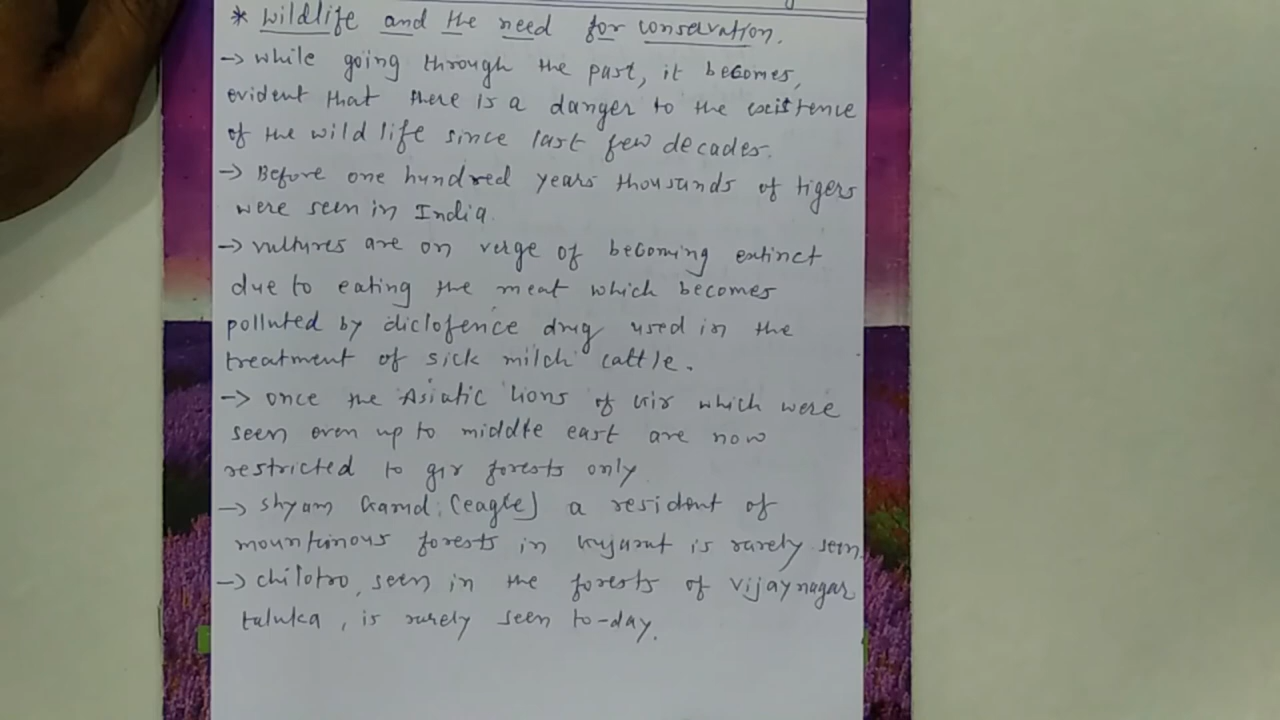 * Wildlife and the need for conservation.
→ While going through the past, it becomes,
evident that there is a danger to the existence
of the wild life since last few decades.
→ Before one hundred years thousands of tigers
were seen in India.
→ vultures are on verge of becoming extinct
due to eating the meat which becomes
polluted by diclofence drug used in the
treatment of sick milch cattle.
→ once the Asiatic lions of Gir which were
seen even up to middle east are now
restricted to gir forests only
→ shyam Garud (eagle) a resident of
mountinous forests in Gujarat is rarely seen.
→ chilotro, seen in the forests of Vijaynagar
taluka, is rarely seen to-day.